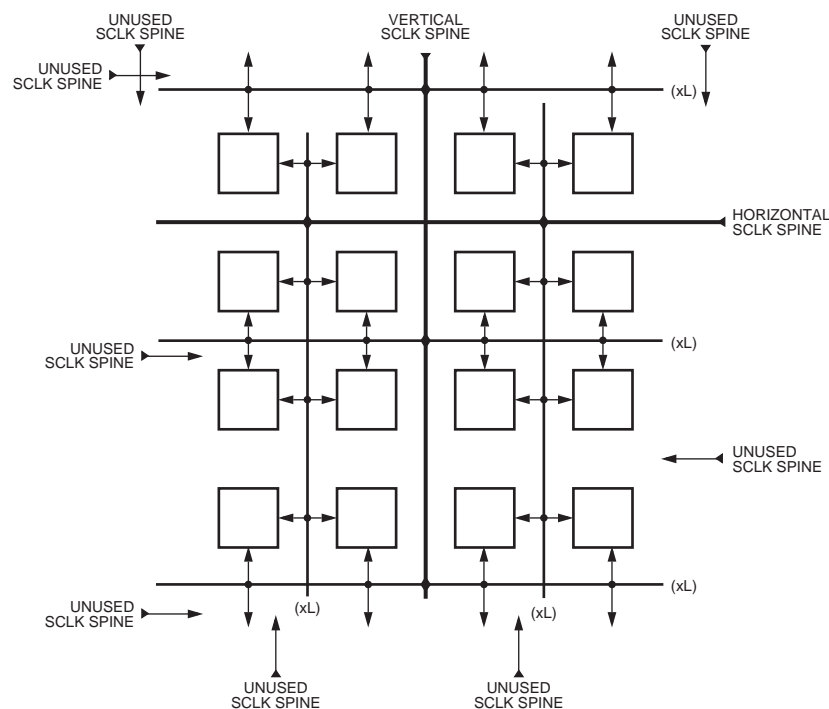 UNUSED
SCLK SPINE
VERTICAL
SCLK SPINE
UNUSED
SCLK SPINE
UNUSED
SCLK SPINE
(xL)
HORIZONTAL
SCLK SPINE
UNUSED
SCLK SPINE
(xL)
UNUSED
SCLK SPINE
(xL)
UNUSED
SCLK SPINE
(xL)
(xL)
UNUSED
SCLK SPINE
UNUSED
SCLK SPINE